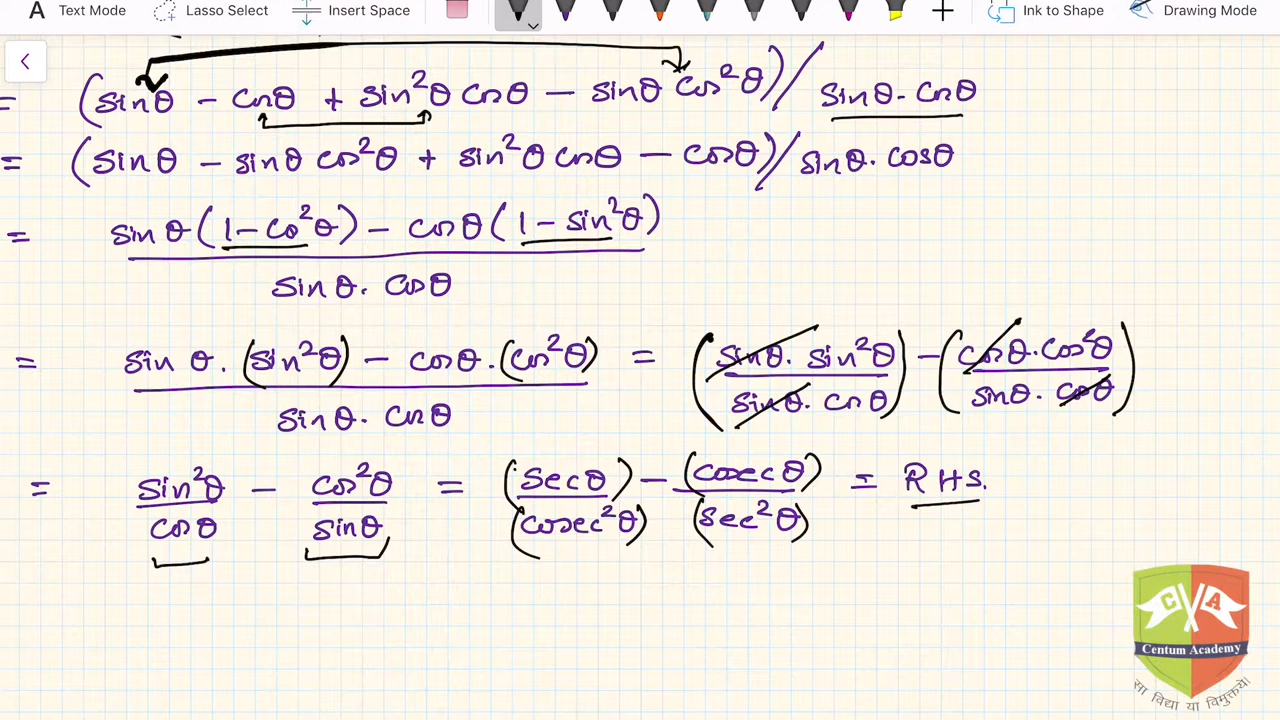 A Text Mode Lasso Select Insert Space Ink to Shape Drawing Mode
= (sinθ - cosθ + sin²θ cosθ - sinθ cos²θ) / sinθ · cosθ
= (sinθ - sinθ cos²θ + sin²θ cosθ - cosθ) / sinθ · cosθ
= sinθ (1 - cos²θ) - cosθ (1 - sin²θ)
sinθ · cosθ
= sinθ · (sin²θ) - cosθ · (cos²θ) = (sinθ · sin²θ) - (cosθ · cos²θ)
sinθ · cosθ (sinθ · cosθ) (sinθ · cosθ)
= sin²θ - cos²θ = (secθ) - (cosecθ) = RHS.
cosθ sinθ (cosec²θ) (sec²θ)
C A
Centum Academy
सा विद्या या विमुक्तये।